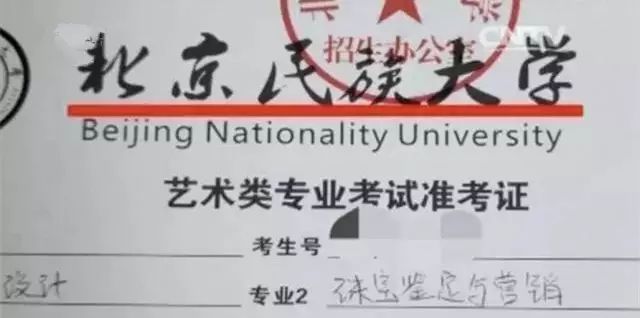 CNTV
招生办公室
北京民族大学
Beijing Nationality University
艺术类专业考试准考证
考生号
设计 专业2 珠宝鉴定与营销